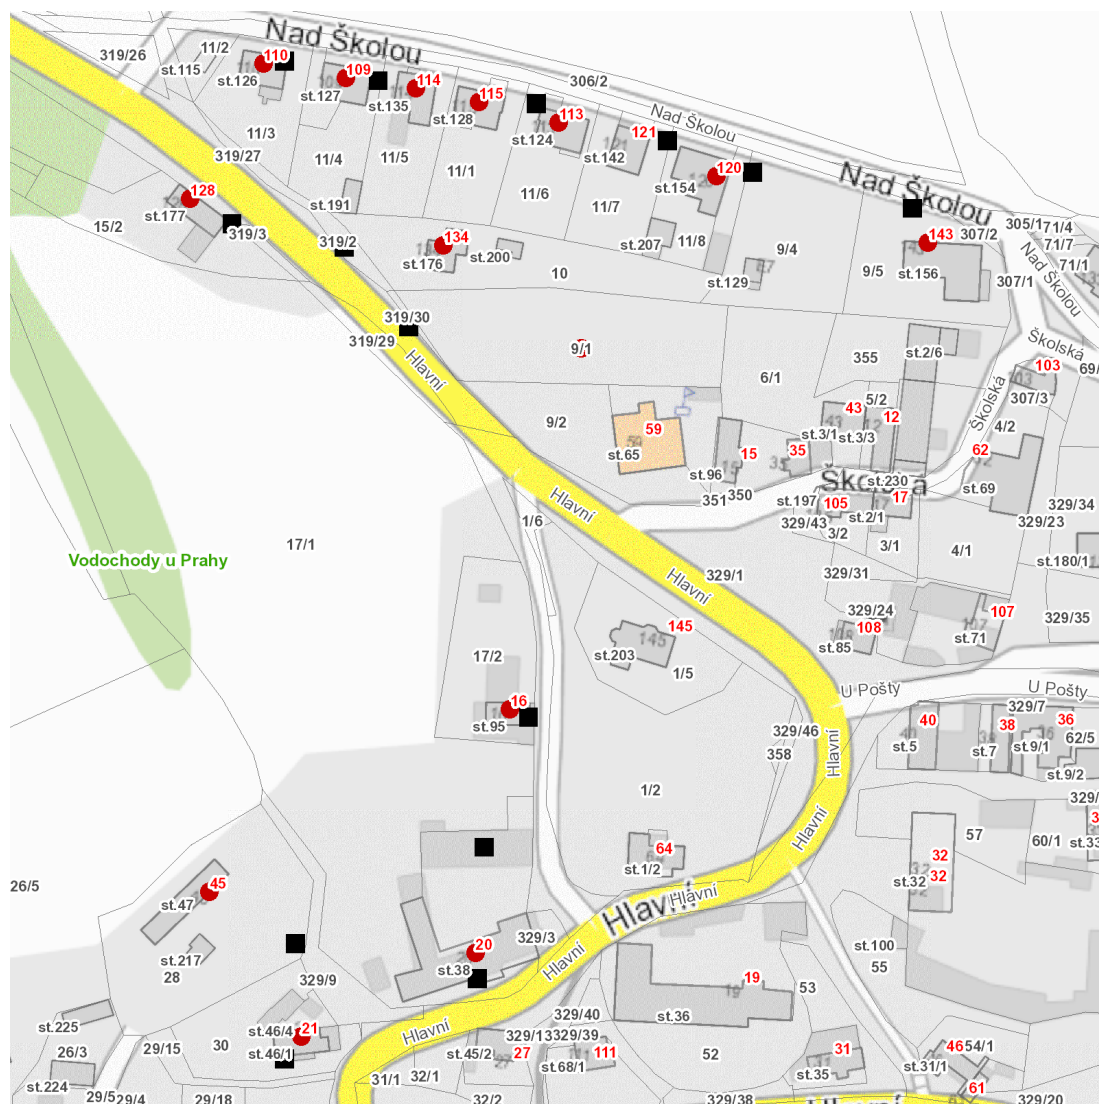 Nad Školou
11/2
110
319/26
st.115
st.126
109
114
306/2
115
st.127
st.135
st.128
113
Nad Školou
11/3
st.124
121
st.142
319/27
11/4
11/5
11/1
120
st.154
Nad Školou
128
11/6
st.191
11/7
st.177
15/2
319/3
319/2
134
st.207
11/8
143
307/2
305/1
71/4
71/7
71/1
9/4
st.176
st.200
10
st.129
9/5
st.156
307/1
Nad Školou
319/30
319/29
9/1
Hlavní
355
st.2/6
Školská
103
69/
6/1
307/3
Školská
9/2
59
43
5/2
12
4/2
st.65
st.3/1
st.3/3
35
15
62
st.96
Školská
st.230
st.69
Hlavní
351
350
st.197
105
17
329/34
1/6
329/43
3/2
st.2/1
329/23
17/1
3/1
4/1
Vodochody u Prahy
st.180/1
329/1
Hlavní
329/31
329/24
107
108
329/35
145
145
st.85
st.71
17/2
st.203
1/5
U Pošty
U Pošty
16
st.95
329/7
40
38
36
329/46
st.5
st.7
st.9/1
62/5
358
Hlavní
st.9/2
1/2
329/
Hlavní
57
60/1
st.33
64
32
st.1/2
32
st.32
26/5
45
Hlavní
Hlavní
st.47
20
329/3
st.100
st.217
28
st.38
Hlavní
55
329/9
19
53
st.225
st.46/4
21
Hlavní
329/40
st.36
30
29/15
329/13
329/39
26/3
st.46/1
st.45/2
27
111
52
31
46
54/1
st.68/1
st.35
st.31/1
st.224
31/1
32/1
61
29/5
29/4
29/18
32/2
329/38
Hlavní
329/20